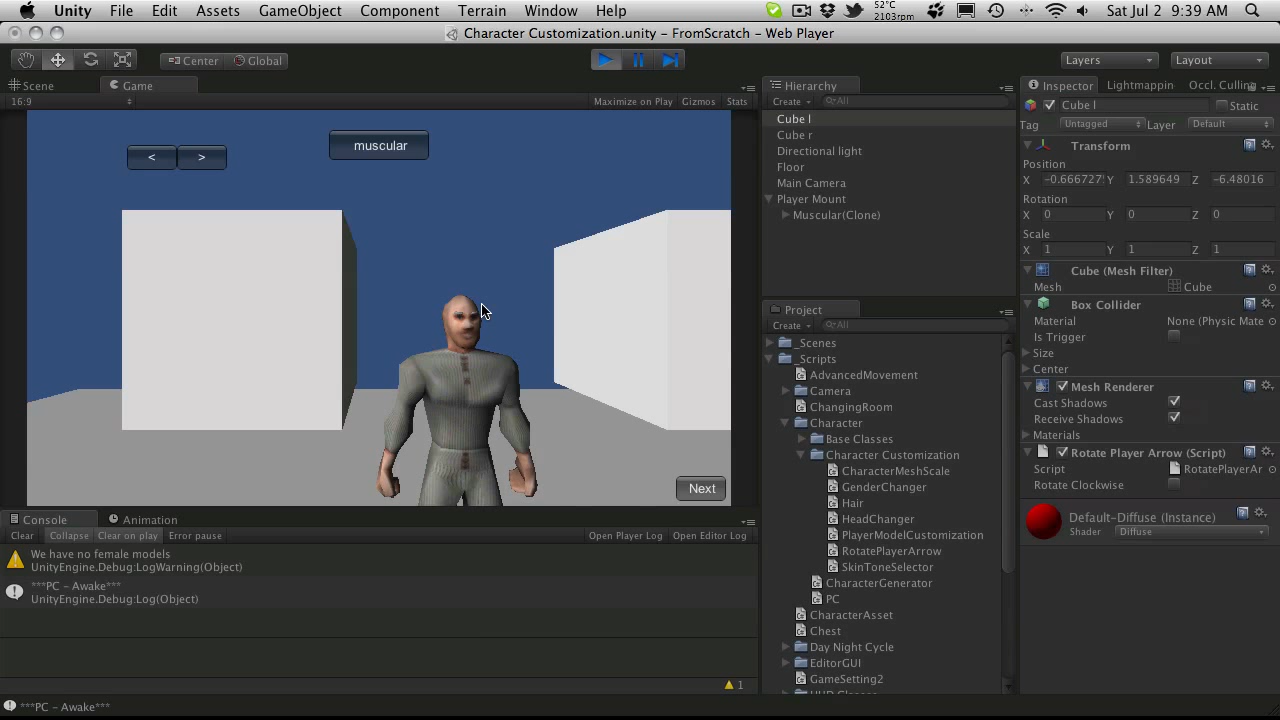 Unity File Edit Assets GameObject Component Terrain Window Help 52°C 2103rpm Sat Jul 2 9:39 AM
Character Customization.unity – FromScratch – Web Player
Center Global Layers Layout
Scene Game
16:9 Maximize on Play Gizmos Stats
< > muscular
Next
Hierarchy
Create All
Cube l
Cube r
Directional light
Floor
Main Camera
Player Mount
Muscular(Clone)
Project
Create All
_Scenes
_Scripts
AdvancedMovement
Camera
ChangingRoom
Character
Base Classes
Character Customization
CharacterMeshScale
GenderChanger
Hair
HeadChanger
PlayerModelCustomization
RotatePlayerArrow
SkinToneSelector
CharacterGenerator
PC
CharacterAsset
Chest
Day Night Cycle
EditorGUI
GameSetting2
Inspector Lightmappin Occl. Culling
Cube l Static
Tag Untagged Layer Default
Transform
Position
X -0.666727 Y 1.589649 Z -6.48016
Rotation
X 0 Y 0 Z 0
Scale
X 1 Y 1 Z 1
Cube (Mesh Filter)
Mesh Cube
Box Collider
Material None (Physic Mate
Is Trigger
Size
Center
Mesh Renderer
Cast Shadows
Receive Shadows
Materials
Rotate Player Arrow (Script)
Script RotatePlayerAr
Rotate Clockwise
Default-Diffuse (Instance)
Shader Diffuse
Console Animation
Clear Collapse Clear on play Error pause Open Player Log Open Editor Log
We have no female models
UnityEngine.Debug:LogWarning(Object)
***PC - Awake***
UnityEngine.Debug:Log(Object)
1
***PC - Awake***